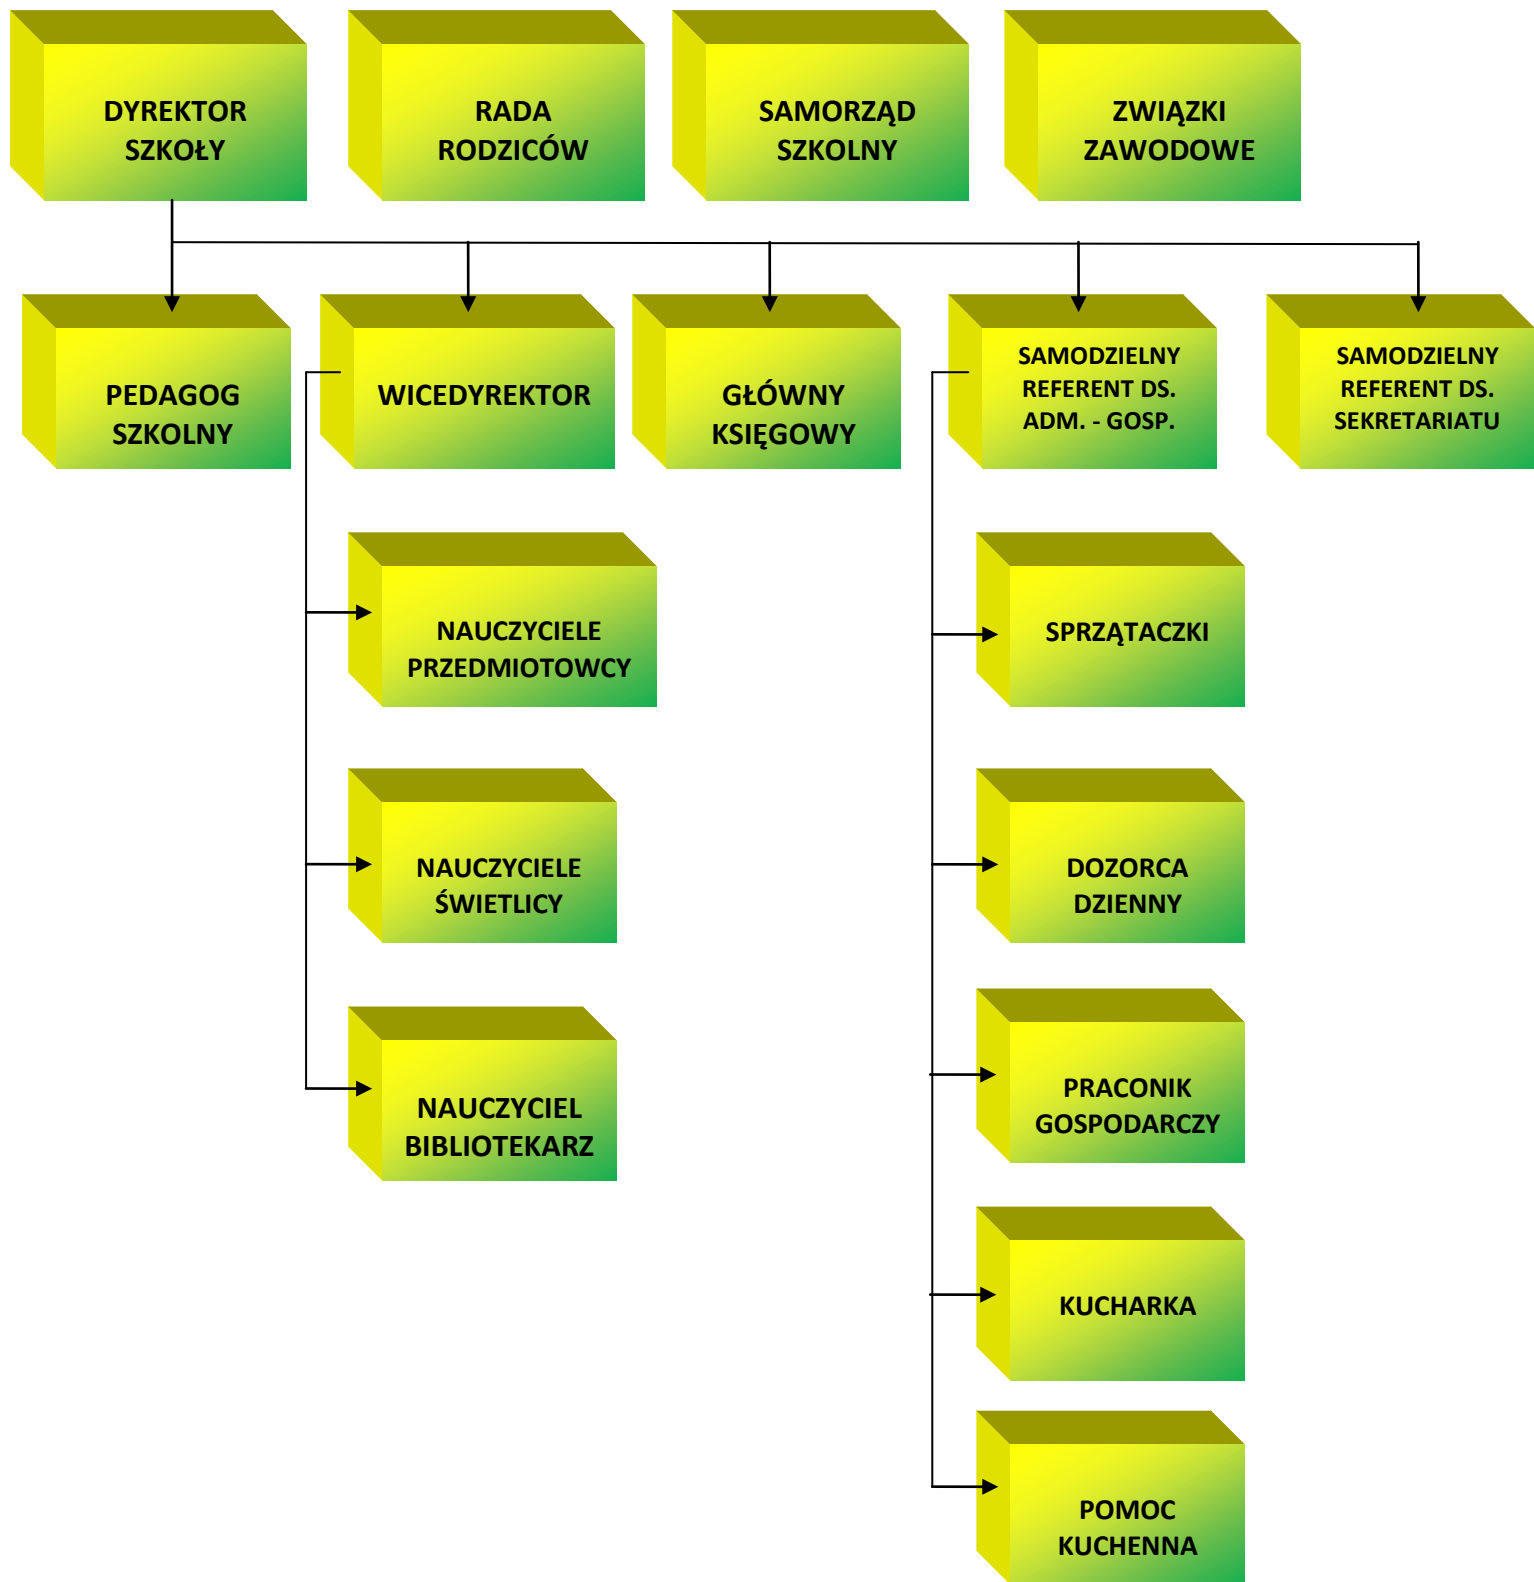 DYREKTOR
SZKOŁY
RADA
RODZICÓW
SAMORZĄD
SZKOLNY
ZWIĄZKI
ZAWODOWE
PEDAGOG
SZKOLNY
WICEDYREKTOR
GŁÓWNY
KSIĘGOWY
SAMODZIELNY
REFERENT DS.
ADM. - GOSP.
SAMODZIELNY
REFERENT DS.
SEKRETARIATU
NAUCZYCIELE
PRZEDMIOTOWCY
NAUCZYCIELE
ŚWIETLICY
NAUCZYCIEL
BIBLIOTEKARZ
SPRZĄTACZKI
DOZORCA
DZIENNY
PRACONIK
GOSPODARCZY
KUCHARKA
POMOC
KUCHENNA